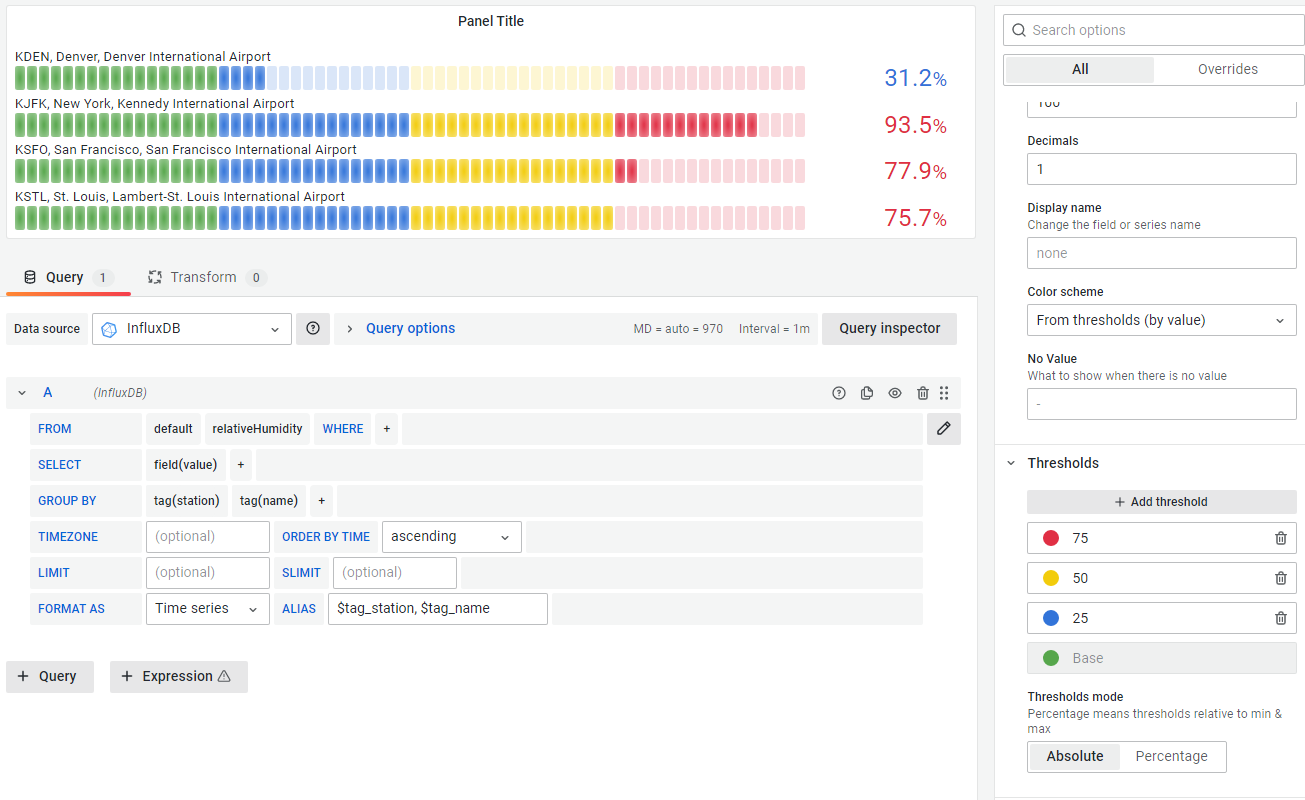 Panel Title
KDEN, Denver, Denver International Airport
31.2%
KJFK, New York, Kennedy International Airport
93.5%
KSFO, San Francisco, San Francisco International Airport
77.9%
KSTL, St. Louis, Lambert-St. Louis International Airport
75.7%
Query 1 Transform 0
Data source InfluxDB Query options MD = auto = 970 Interval = 1m Query inspector
A (InfluxDB)
FROM default relativeHumidity WHERE +
SELECT field(value) +
GROUP BY tag(station) tag(name) +
TIMEZONE (optional) ORDER BY TIME ascending
LIMIT (optional) SLIMIT (optional)
FORMAT AS Time series ALIAS $tag_station, $tag_name
+ Query + Expression
Search options
All Overrides
100
Decimals
1
Display name
Change the field or series name
none
Color scheme
From thresholds (by value)
No Value
What to show when there is no value
-
Thresholds
+ Add threshold
75
50
25
Base
Thresholds mode
Percentage means thresholds relative to min &
max
Absolute Percentage